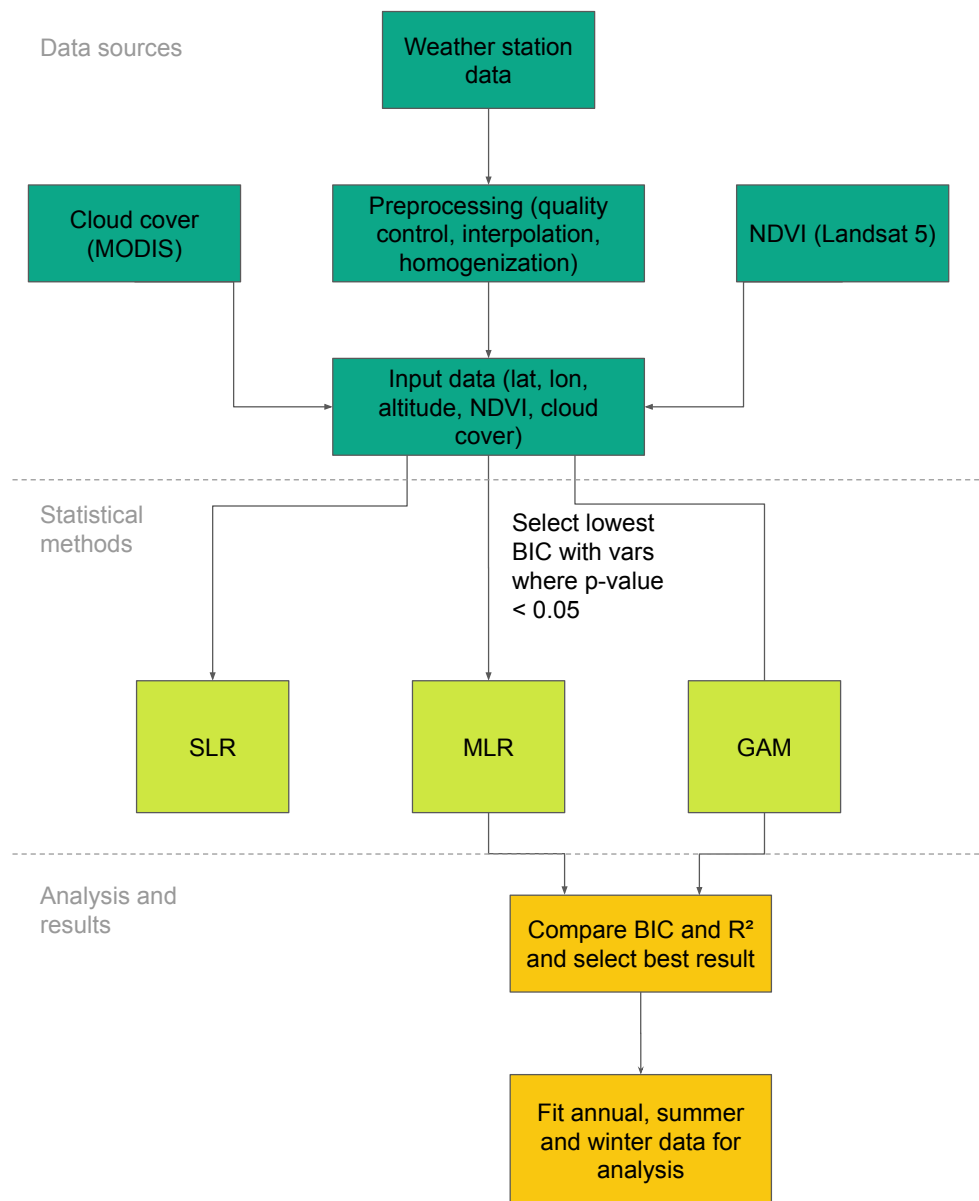 Data sources
Weather station
data
Cloud cover
(MODIS)
Preprocessing (quality
control, interpolation,
homogenization)
NDVI (Landsat 5)
Input data (lat, lon,
altitude, NDVI, cloud
cover)
Statistical
methods
Select lowest
BIC with vars
where p-value
< 0.05
SLR
MLR
GAM
Analysis and
results
Compare BIC and R²
and select best result
Fit annual, summer
and winter data for
analysis